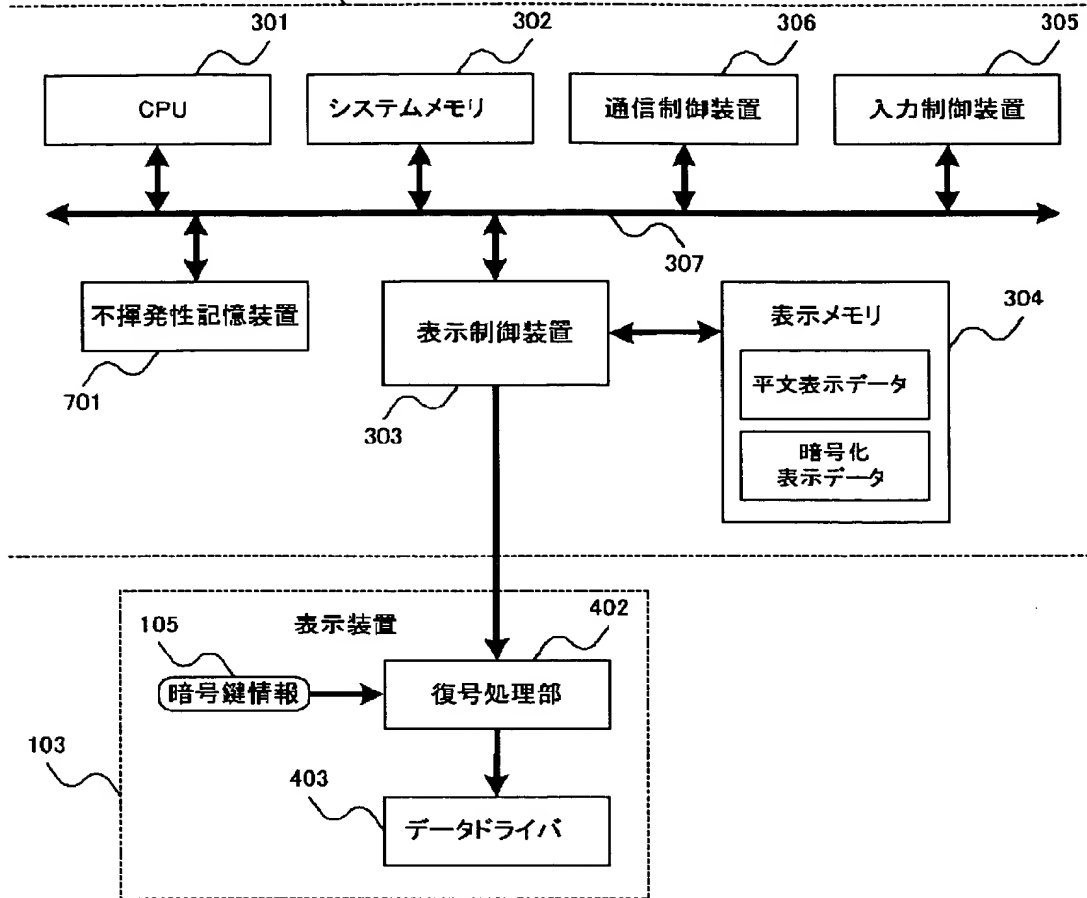 301
302
306
305
CPU
システムメモリ
通信制御装置
入力制御装置
307
不揮発性記憶装置
701
表示制御装置
303
表示メモリ
304
平文表示データ
暗号化
表示データ
表示装置
402
105
暗号鍵情報
復号処理部
103
403
データドライバ